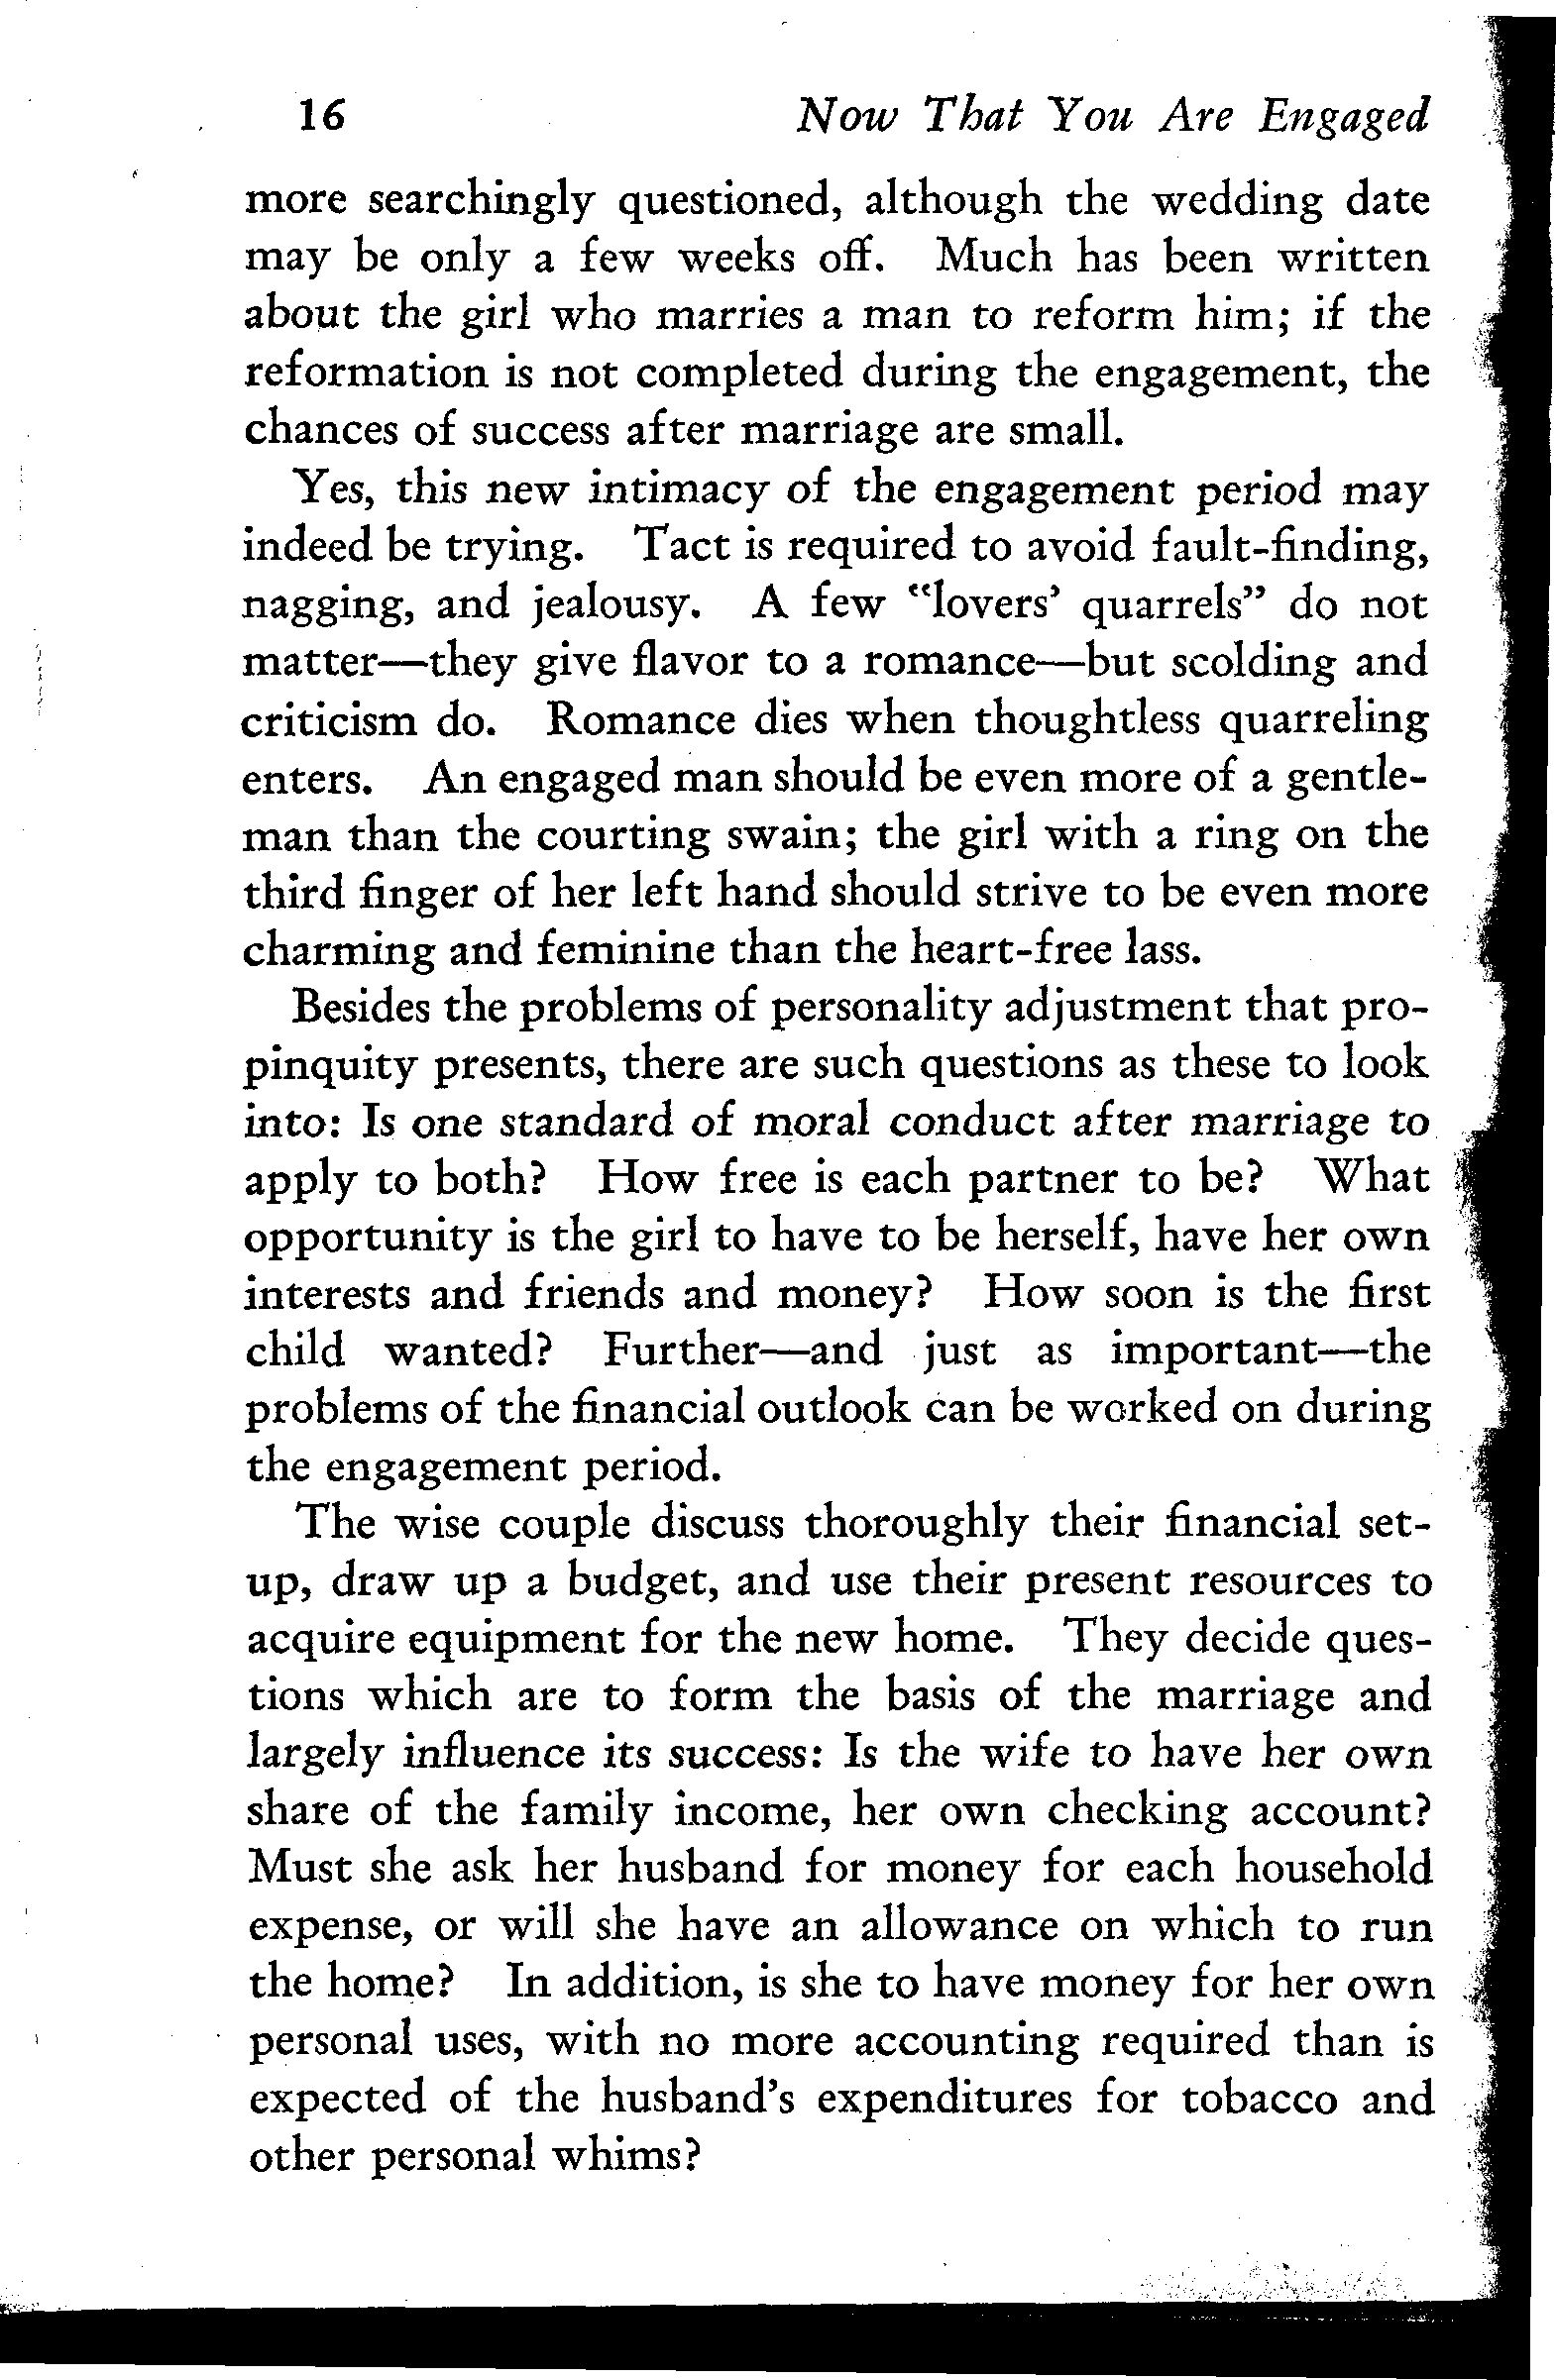 16 Now That You Are Engaged
more searchingly questioned, although the wedding date
may be only a few weeks off. Much has been written
about the girl who marries a man to reform him; if the
reformation is not completed during the engagement, the
chances of success after marriage are small.
Yes, this new intimacy of the engagement period may
indeed be trying. Tact is required to avoid fault-finding,
nagging, and jealousy. A few "lovers' quarrels" do not
matter—they give flavor to a romance—but scolding and
criticism do. Romance dies when thoughtless quarreling
enters. An engaged man should be even more of a gentle-
man than the courting swain; the girl with a ring on the
third finger of her left hand should strive to be even more
charming and feminine than the heart-free lass.
Besides the problems of personality adjustment that pro-
pinquity presents, there are such questions as these to look
into: Is one standard of moral conduct after marriage to
apply to both? How free is each partner to be? What
opportunity is the girl to have to be herself, have her own
interests and friends and money? How soon is the first
child wanted? Further—and just as important—the
problems of the financial outlook can be worked on during
the engagement period.
The wise couple discuss thoroughly their financial set-
up, draw up a budget, and use their present resources to
acquire equipment for the new home. They decide ques-
tions which are to form the basis of the marriage and
largely influence its success: Is the wife to have her own
share of the family income, her own checking account?
Must she ask her husband for money for each household
expense, or will she have an allowance on which to run
the home? In addition, is she to have money for her own
personal uses, with no more accounting required than is
expected of the husband's expenditures for tobacco and
other personal whims?